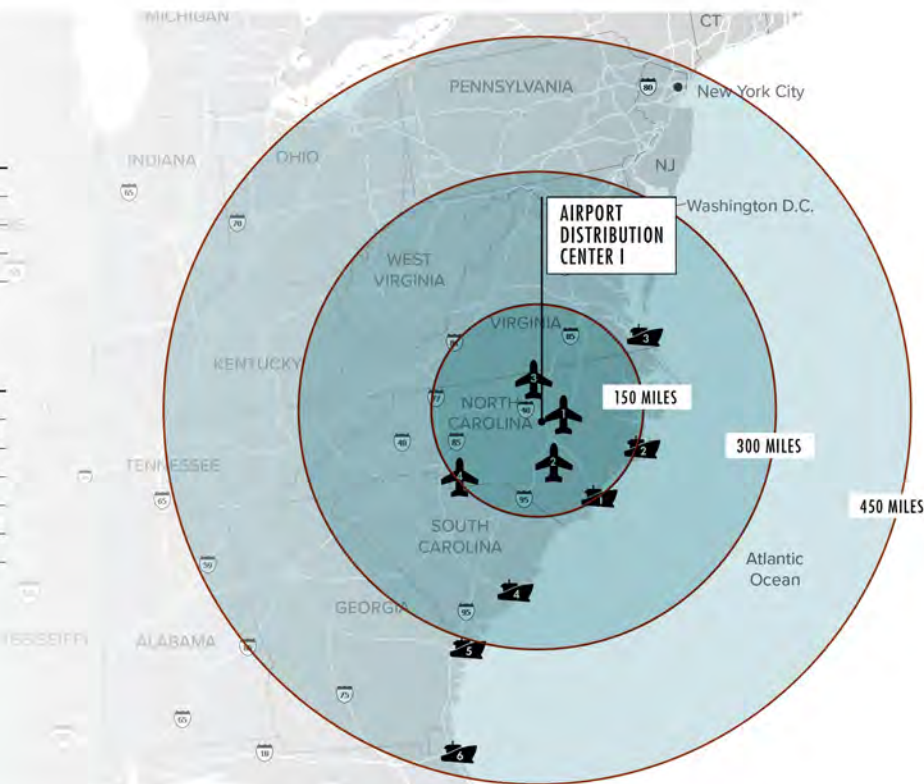 MICHIGAN
CT
PENNSYLVANIA
80
New York City
INDIANA
OHIO
NJ
65
70
Washington D.C.
AIRPORT
DISTRIBUTION
CENTER I
WEST
VIRGINIA
VIRGINIA
85
81
3
KENTUCKY
3
77
150 MILES
NORTH
CAROLINA
40
1
40
85
2
300 MILES
2
TENNESSEE
4
65
95
1
450 MILES
SOUTH
CAROLINA
59
Atlantic
Ocean
4
GEORGIA
95
ALABAMA
5
75
65
10
6